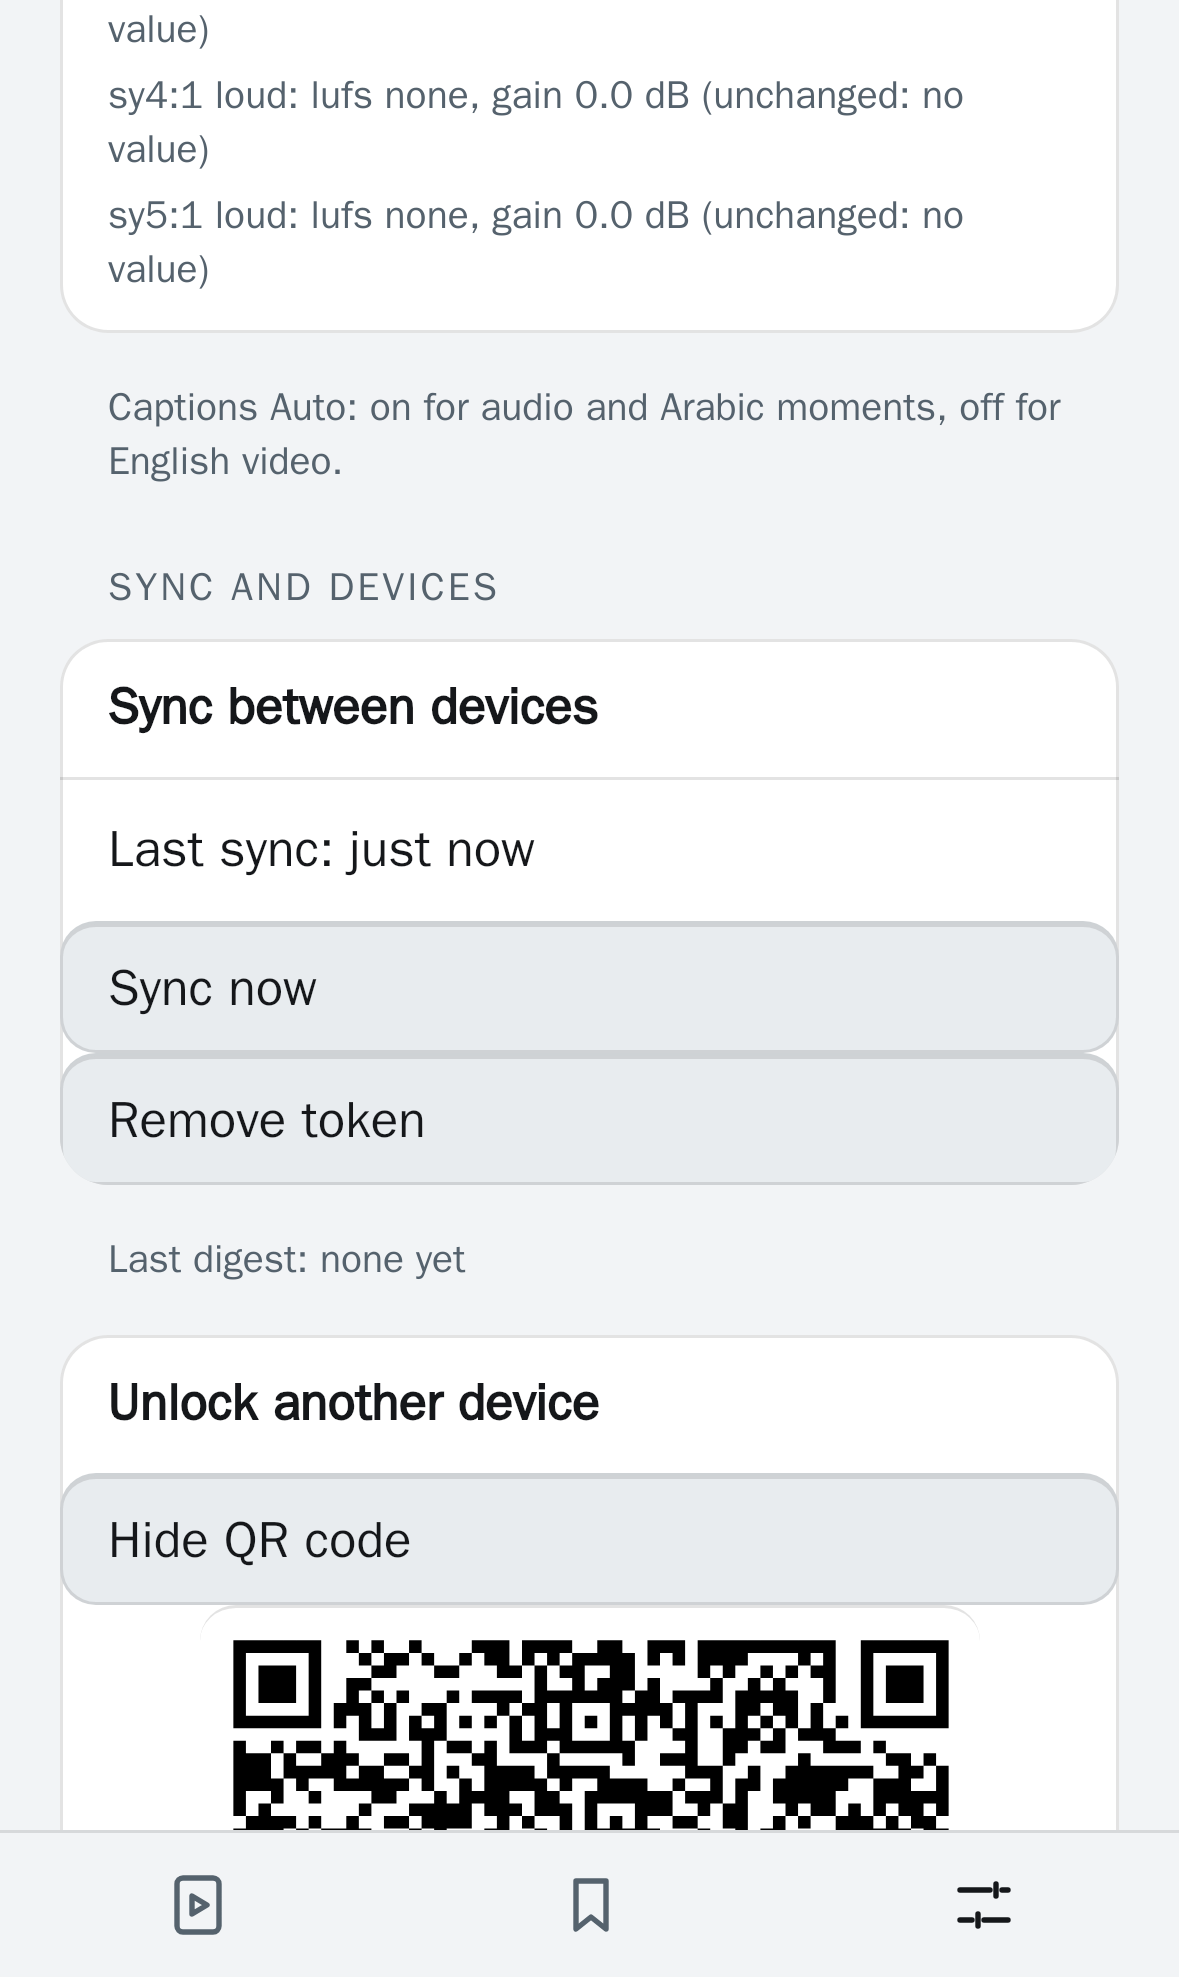 value)
sy4:1 loud: lufs none, gain 0.0 dB (unchanged: no
value)
sy5:1 loud: lufs none, gain 0.0 dB (unchanged: no
value)
Captions Auto: on for audio and Arabic moments, off for
English video.
SYNC AND DEVICES
Sync between devices
Last sync: just now
Sync now
Remove token
Last digest: none yet
Unlock another device
Hide QR code